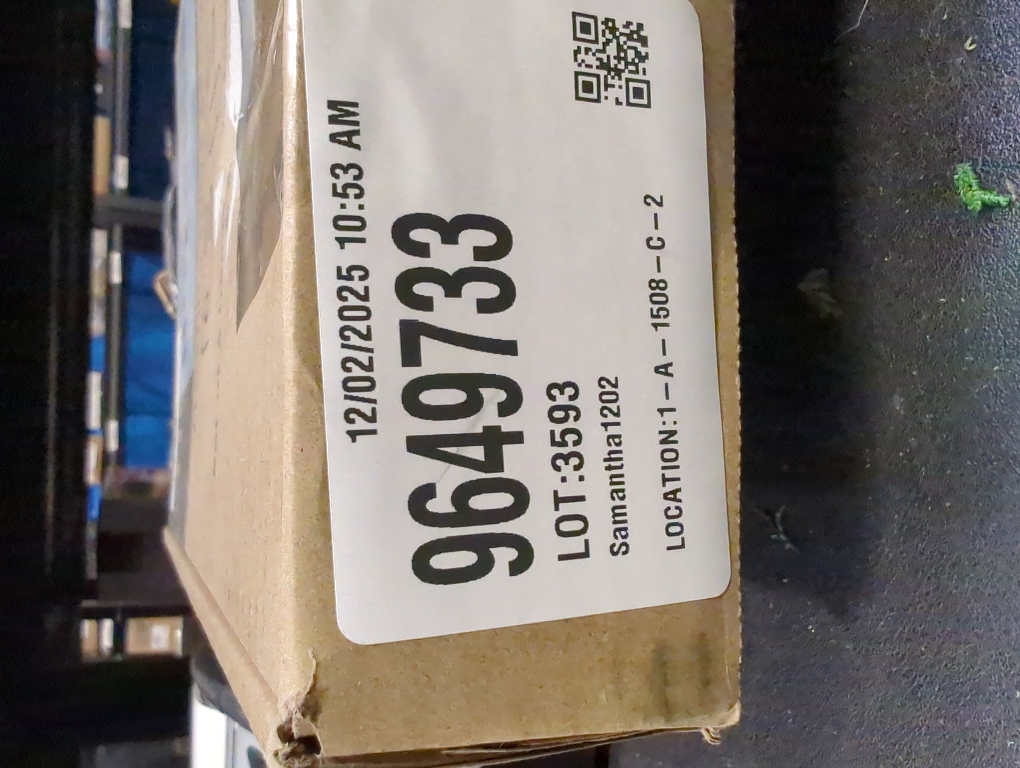 12/02/2025 10:53 AM
9649733
LOT:3593
Samantha1202
LOCATION:1-A-1508-C-2